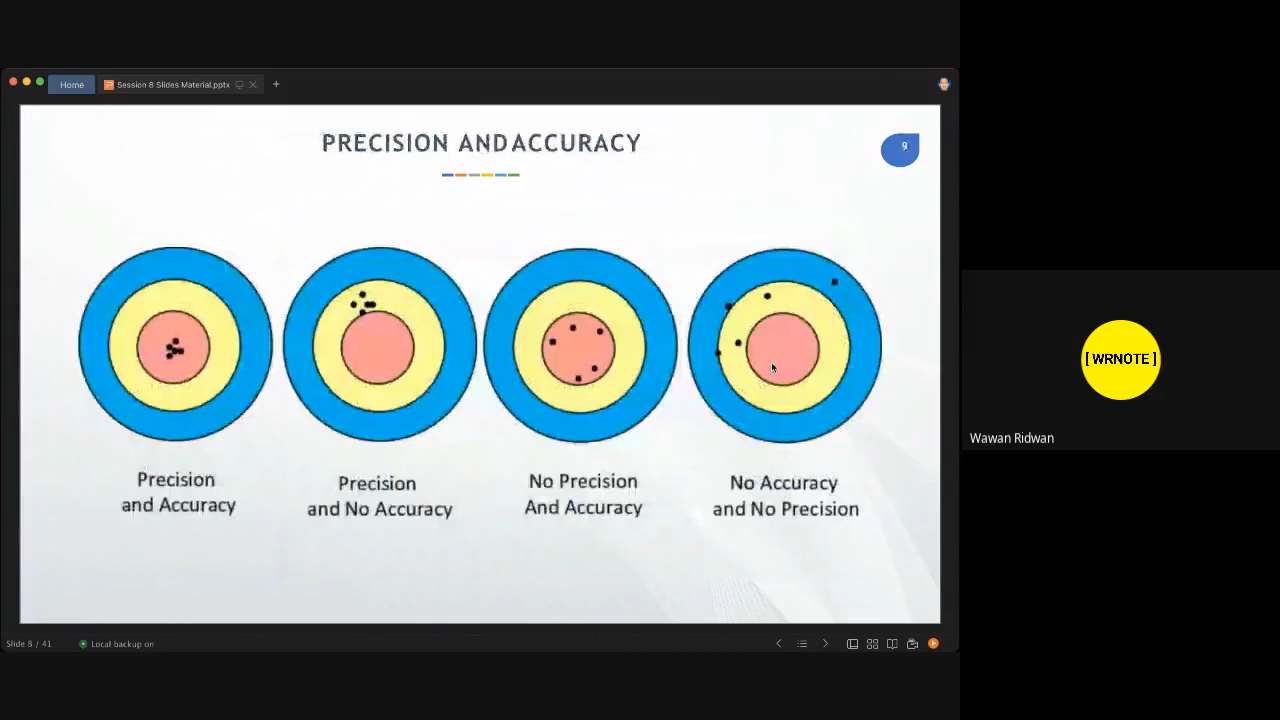 Home
Session 8 Slides Material.pptx
PRECISION AND ACCURACY
9
Precision
and Accuracy
Precision
and No Accuracy
No Precision
And Accuracy
No Accuracy
and No Precision
Slide 8 / 41
Local backup on
[ WRNOTE ]
Wawan Ridwan